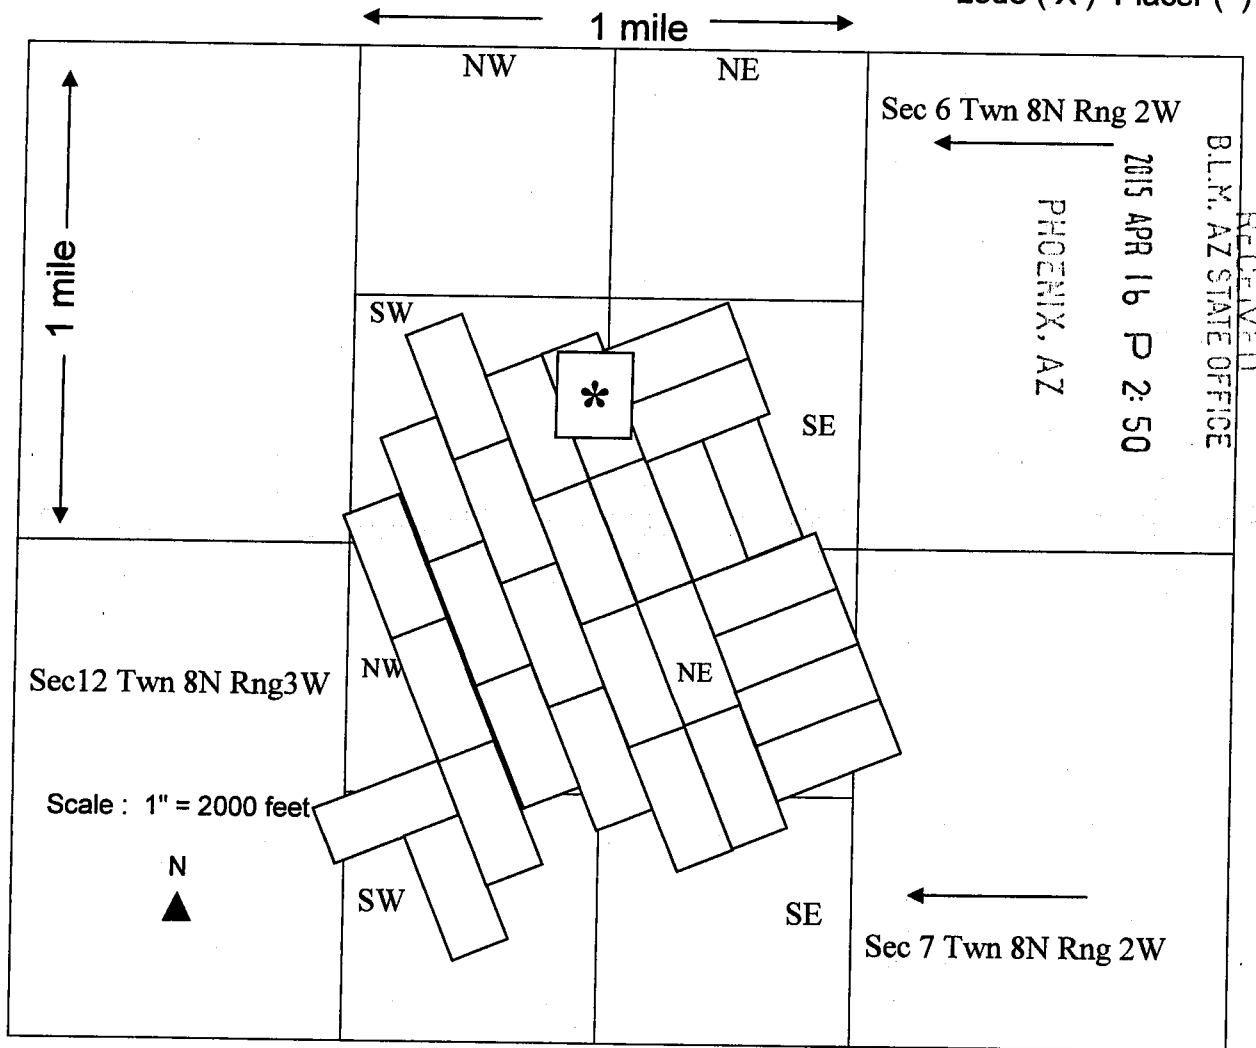 1 mile
NW
NE
Sec 6 Twn 8N Rng 2W
B.L.M. AZ STATE OFFICE
2015 APR 16 P 2:50
PHOENIX, AZ
1 mile
SW
*
SE
Sec12 Twn 8N Rng3W
NW
NE
Scale : 1" = 2000 feet
N
SW
SE
Sec 7 Twn 8N Rng 2W